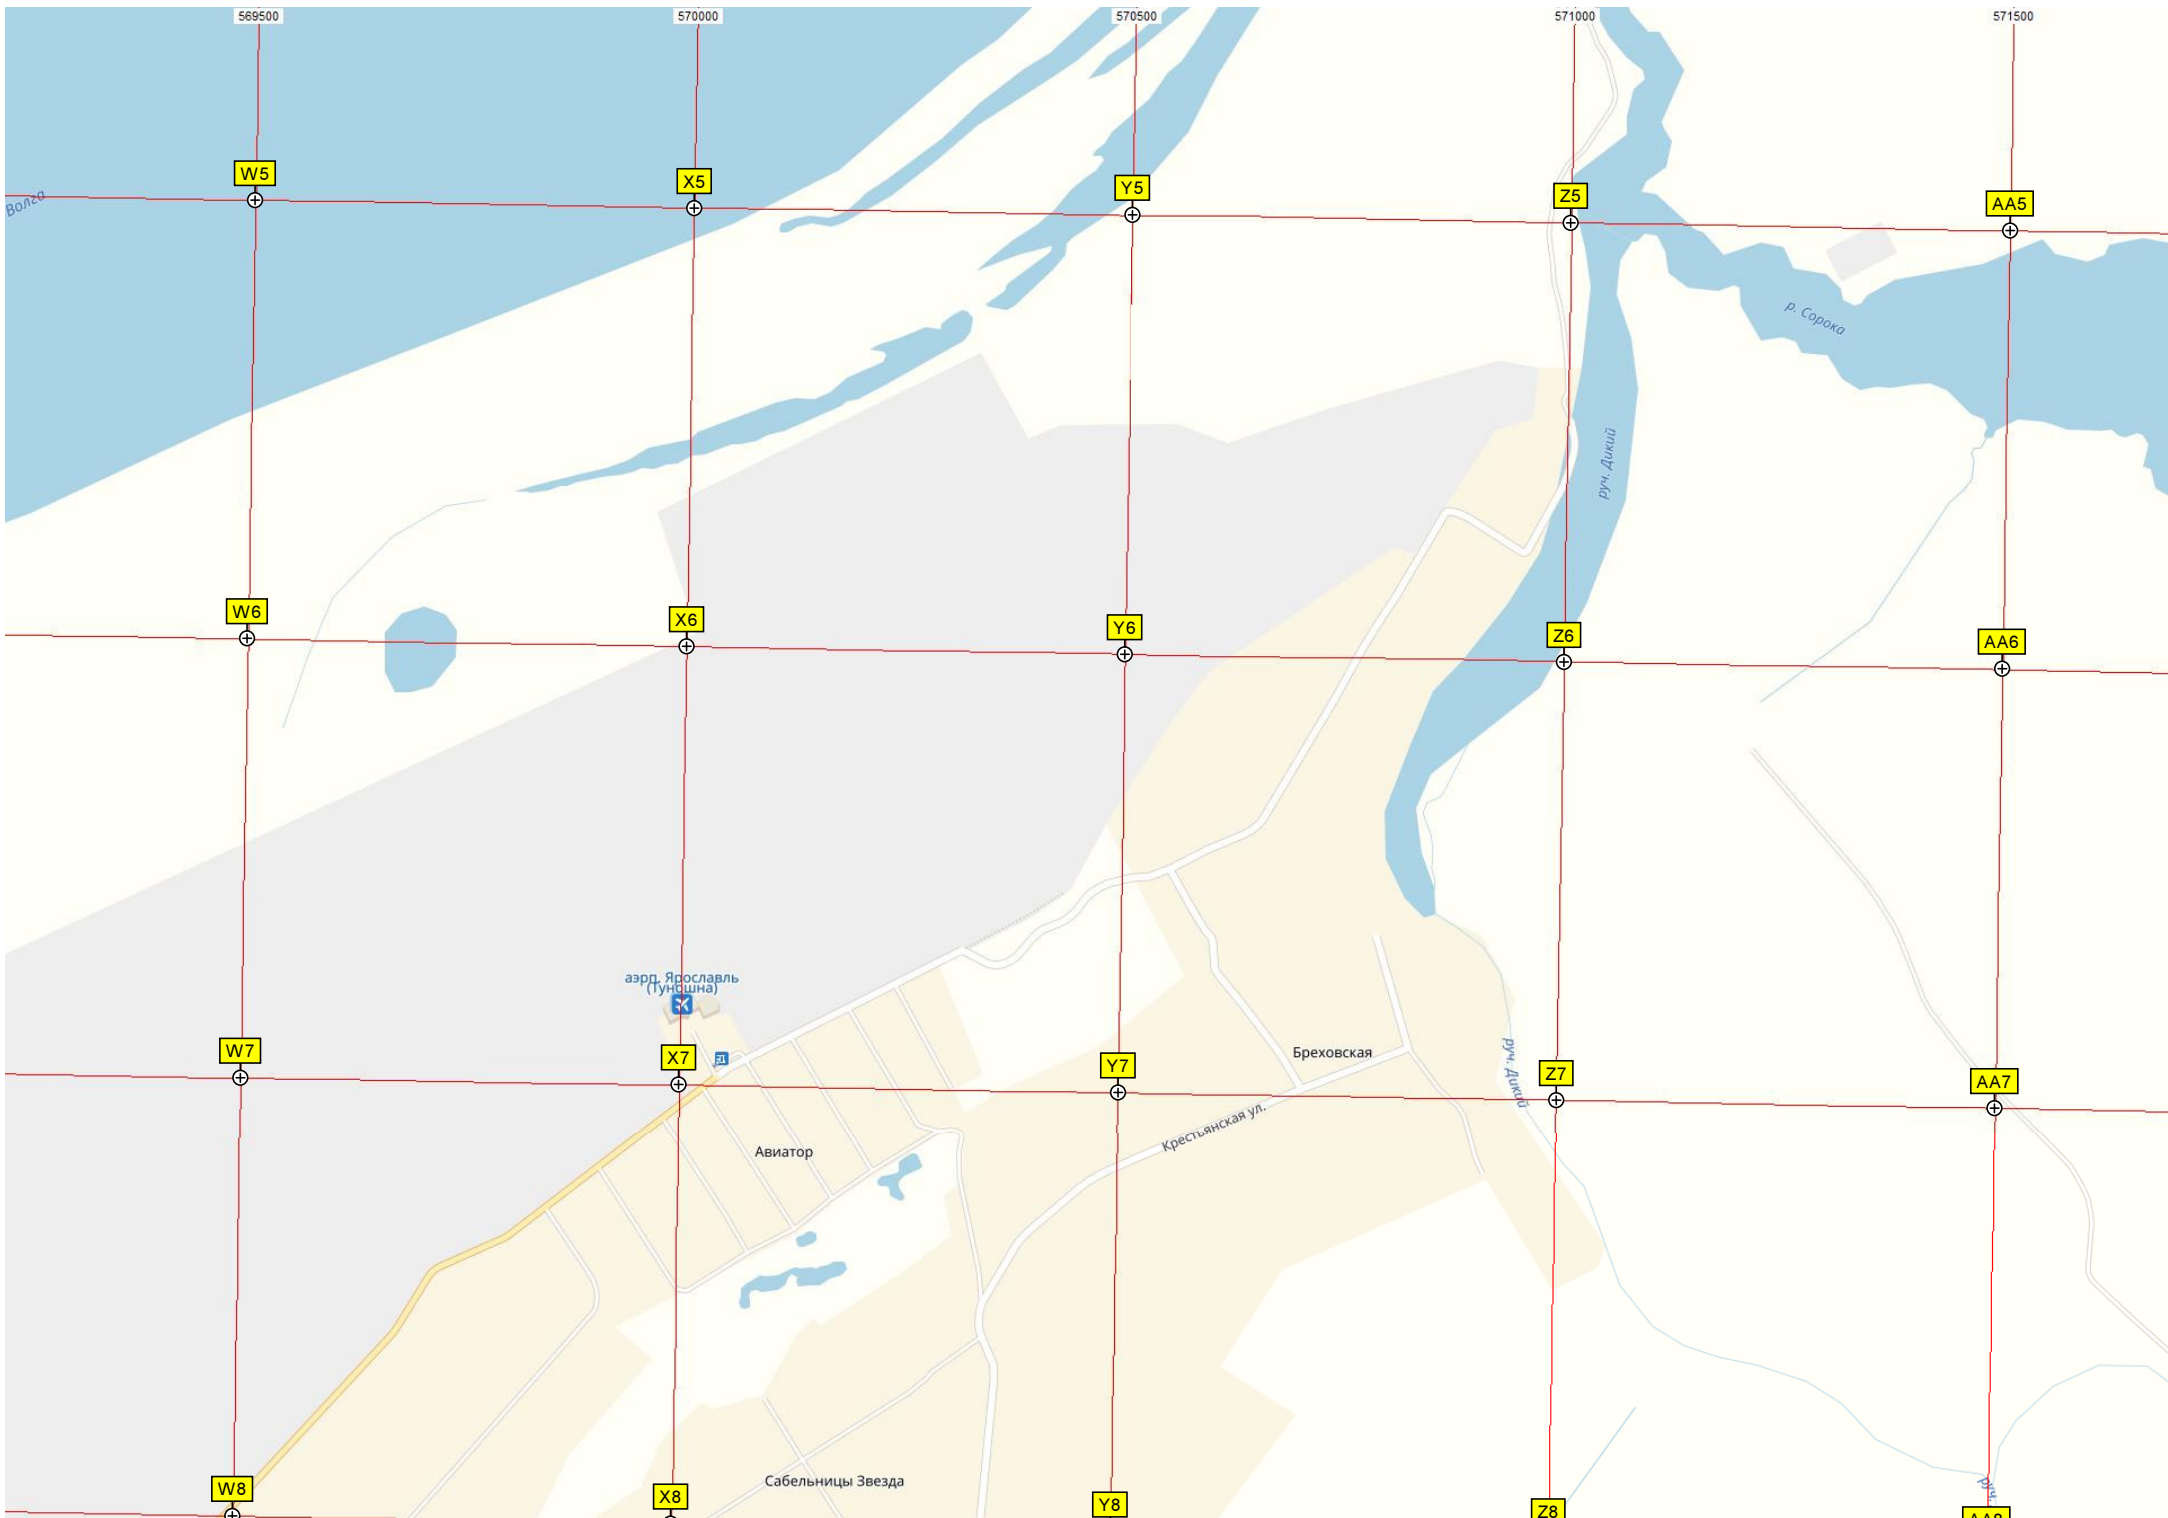 569500 570000 570500 571000 571500
W5 X5 Y5 Z5 AA5
Волга
р. Сорока
руч. Дикий
W6 X6 Y6 Z6 AA6
аэрп. Ярославль
(Туношна)
W7 X7 Y7 Z7 AA7
Бреховская
руч. Дикий
Крестьянская ул.
Авиатор
Сабельницы Звезда
руч.
W8 X8 Y8 Z8 AA8